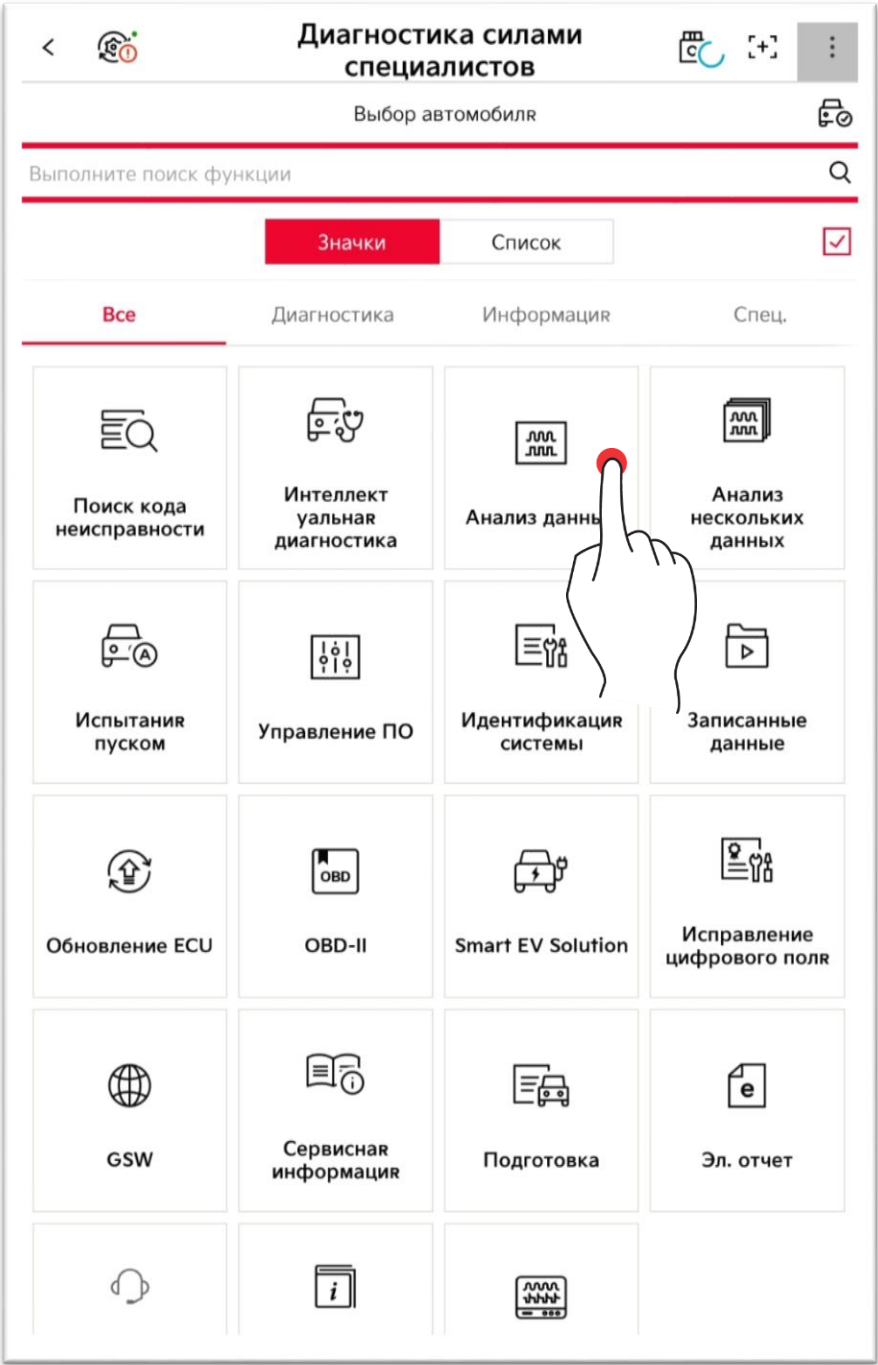 Диагностика силами
специалистов
Выбор автомобиля
Выполните поиск функции
Значки
Список
Все
Диагностика
Информация
Спец.
Поиск кода
неисправности
Интеллект
уальная
диагностика
Анализ данны
Анализ
нескольких
данных
A
Испытания
пуском
Управление ПО
Идентификация
системы
Записанные
данные
Обновление ECU
OBD
OBD-II
Smart EV Solution
Исправление
цифрового поля
GSW
Сервисная
информация
Подготовка
e
Эл. отчет
i